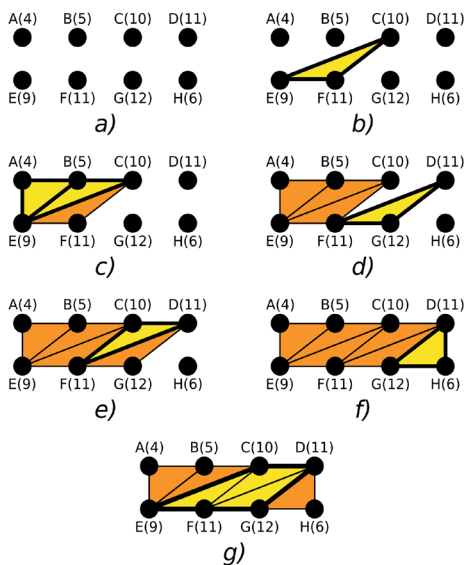 A(4) B(5) C(10) D(11)
E(9) F(11) G(12) H(6)
a)
A(4) B(5) C(10) D(11)
E(9) F(11) G(12) H(6)
b)
A(4) B(5) C(10) D(11)
E(9) F(11) G(12) H(6)
c)
A(4) B(5) C(10) D(11)
E(9) F(11) G(12) H(6)
d)
A(4) B(5) C(10) D(11)
E(9) F(11) G(12) H(6)
e)
A(4) B(5) C(10) D(11)
E(9) F(11) G(12) H(6)
f)
A(4) B(5) C(10) D(11)
E(9) F(11) G(12) H(6)
g)